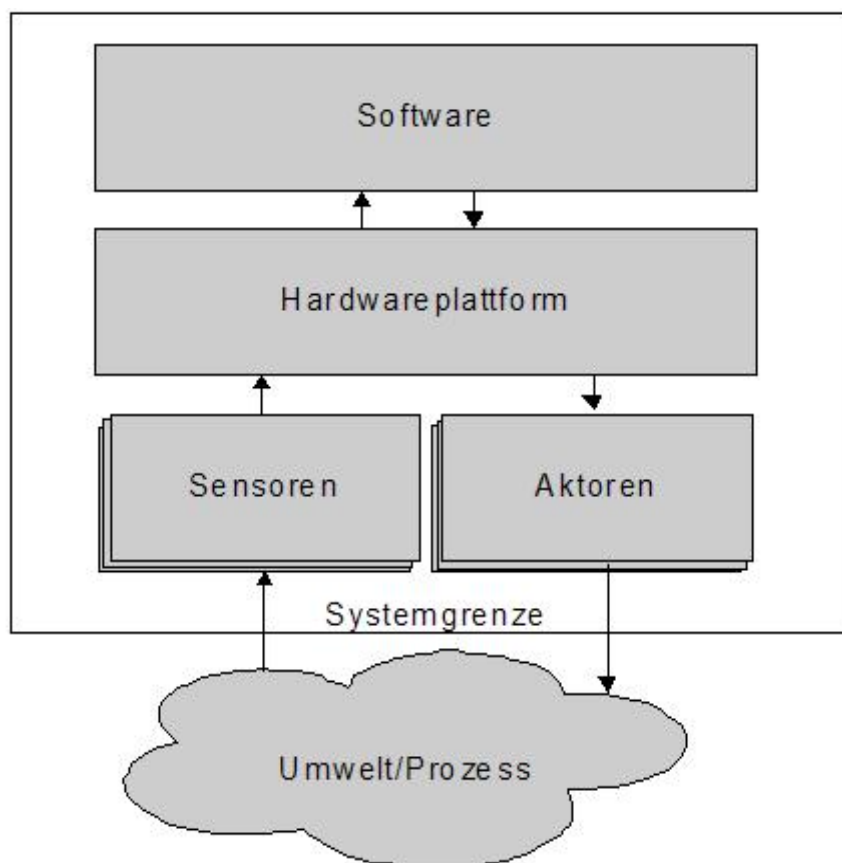 Software
Hardwareplattform
Sensoren
Aktoren
Systemgrenze
Umwelt/Prozess